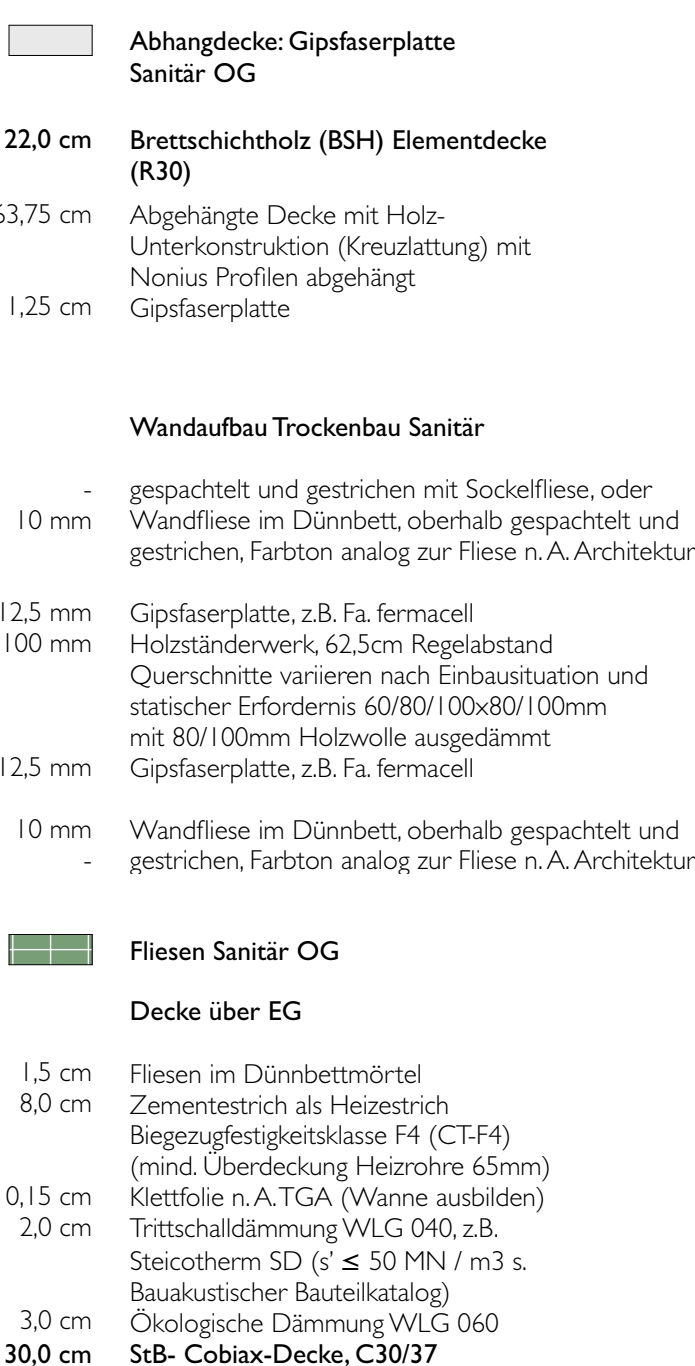 Abhangdecke: Gipsfaserplatte
Sanitär OG
22,0 cm Brettschichtholz (BSH) Elementdecke
(R30)
63,75 cm Abgehängte Decke mit Holz-
Unterkonstruktion (Kreuzlattung) mit
Nonius Profilen abgehängt
1,25 cm Gipsfaserplatte
Wandaufbau Trockenbau Sanitär
- gespachtelt und gestrichen mit Sockelfliese, oder
10 mm Wandfliese im Dünnbett, oberhalb gespachtelt und
gestrichen, Farbton analog zur Fliese n. A. Architektur
12,5 mm Gipsfaserplatte, z.B. Fa. fermacell
100 mm Holzständerwerk, 62,5cm Regelabstand
Querschnitte variieren nach Einbausituation und
statischer Erfordernis 60/80/100x80/100mm
mit 80/100mm Holzwolle ausgedämmt
12,5 mm Gipsfaserplatte, z.B. Fa. fermacell
10 mm Wandfliese im Dünnbett, oberhalb gespachtelt und
- gestrichen, Farbton analog zur Fliese n. A. Architektur
Fliesen Sanitär OG
Decke über EG
1,5 cm Fliesen im Dünnbettmörtel
8,0 cm Zementestrich als Heizestrich
Biegezugfestigkeitsklasse F4 (CT-F4)
(mind. Überdeckung Heizrohre 65mm)
0,15 cm Klettfolie n. A. TGA (Wanne ausbilden)
2,0 cm Trittschalldämmung WLG 040, z.B.
Steicotherm SD (s' ≤ 50 MN / m3 s.
Bauakustischer Bauteilkatalog)
3,0 cm Ökologische Dämmung WLG 060
30,0 cm StB- Cobiax-Decke, C30/37